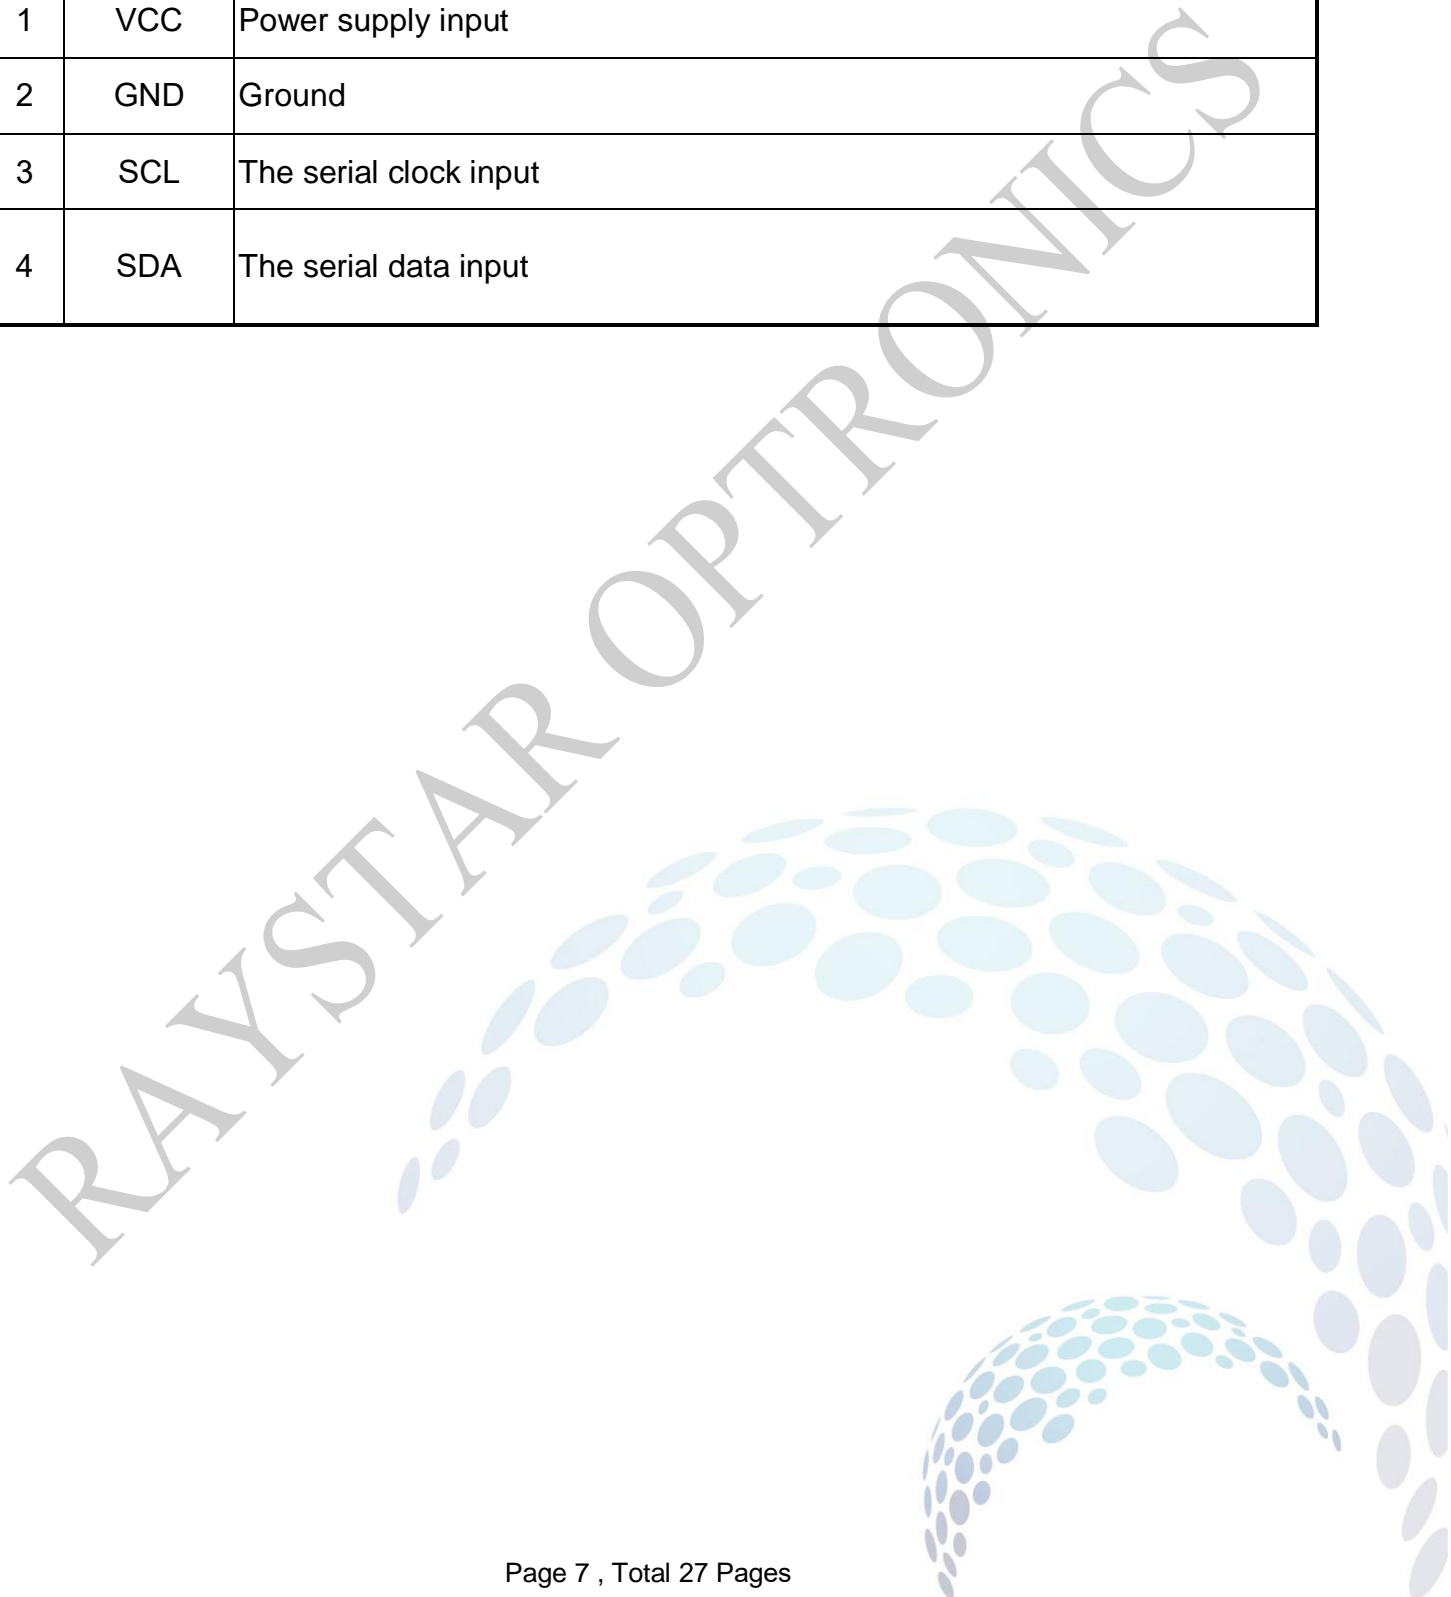 1 VCC Power supply input
2 GND Ground
3 SCL The serial clock input
4 SDA The serial data input
RAYSTAR OPTRONICS
Page 7 , Total 27 Pages